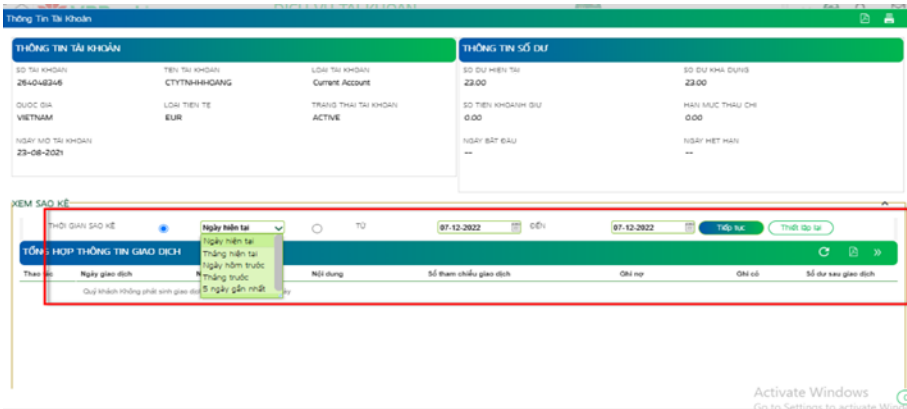 DỊCH VỤ TÀI KHOẢN
Thông Tin Tài Khoản
THÔNG TIN TÀI KHOẢN
THÔNG TIN SỐ DƯ
SỐ TÀI KHOẢN TÊN TÀI KHOẢN LOẠI TÀI KHOẢN
264048346 CTYTNHHHOANG Current Account
SỐ DƯ HIỆN TẠI SỐ DƯ KHẢ DỤNG
23.00 23.00
QUỐC GIA LOẠI TIỀN TỆ TRẠNG THÁI TÀI KHOẢN
VIETNAM EUR ACTIVE
SỐ TIỀN KHOANH GIỮ HẠN MỨC THẤU CHI
0.00 0.00
NGÀY MỞ TÀI KHOẢN
23-08-2021
NGÀY BẮT ĐẦU NGÀY HẾT HẠN
-- --
XEM SAO KÊ
THỜI GIAN SAO KÊ Ngày hiện tại TỪ 07-12-2022 ĐẾN 07-12-2022 Tiếp tục Thiết lập lại
Ngày hiện tại
Tháng hiện tại
Ngày hôm trước
Tháng trước
5 ngày gần nhất
TỔNG HỢP THÔNG TIN GIAO DỊCH
Thao tác Ngày giao dịch N Nội dung Số tham chiếu giao dịch Ghi nợ Ghi có Số dư sau giao dịch
Quý khách không phát sinh giao
Activate Windows
Go to Settings to activate Wind